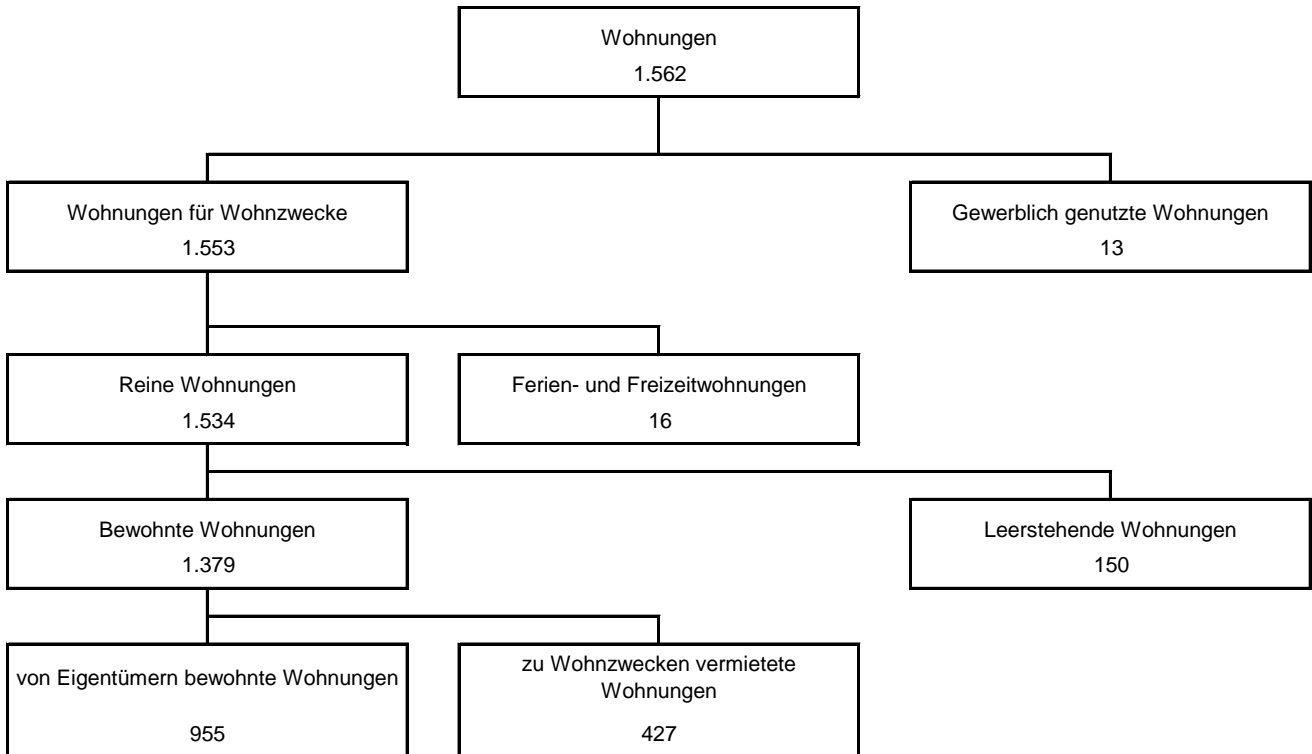 Wohnungen
1.562
Wohnungen für Wohnzwecke
1.553
Gewerblich genutzte Wohnungen
13
Reine Wohnungen
1.534
Ferien- und Freizeitwohnungen
16
Bewohnte Wohnungen
1.379
Leerstehende Wohnungen
150
von Eigentümern bewohnte Wohnungen
955
zu Wohnzwecken vermietete
Wohnungen
427